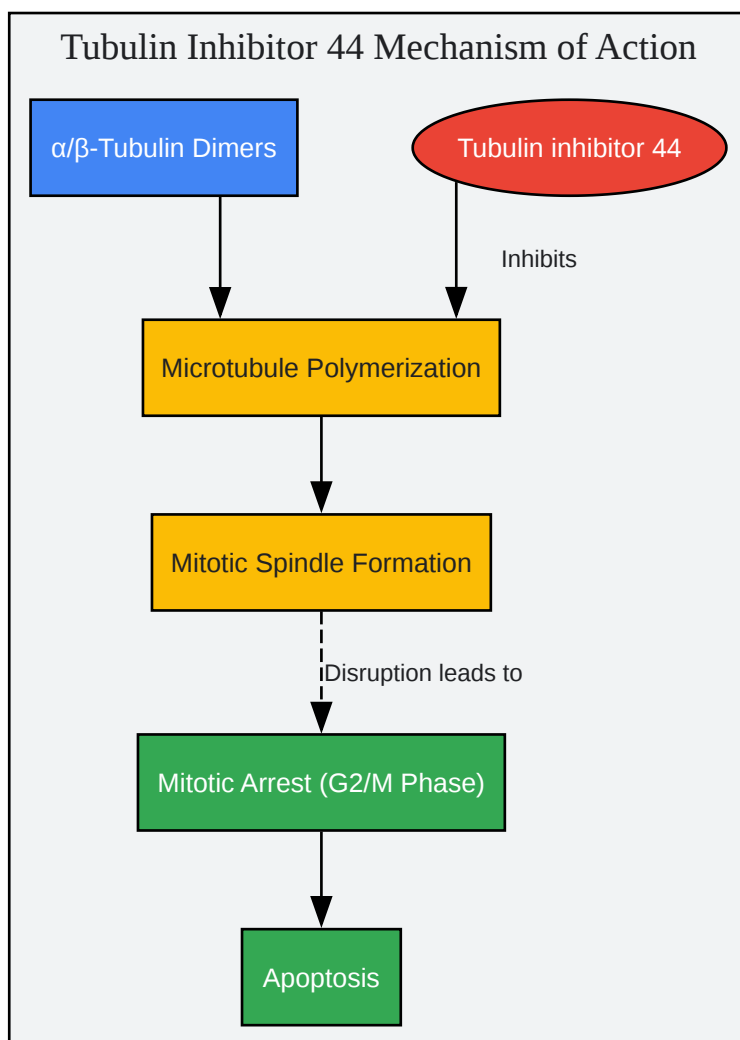 Tubulin Inhibitor 44 Mechanism of Action
α/β-Tubulin Dimers
Tubulin inhibitor 44
Inhibits
Microtubule Polymerization
Mitotic Spindle Formation
Disruption leads to
Mitotic Arrest (G2/M Phase)
Apoptosis